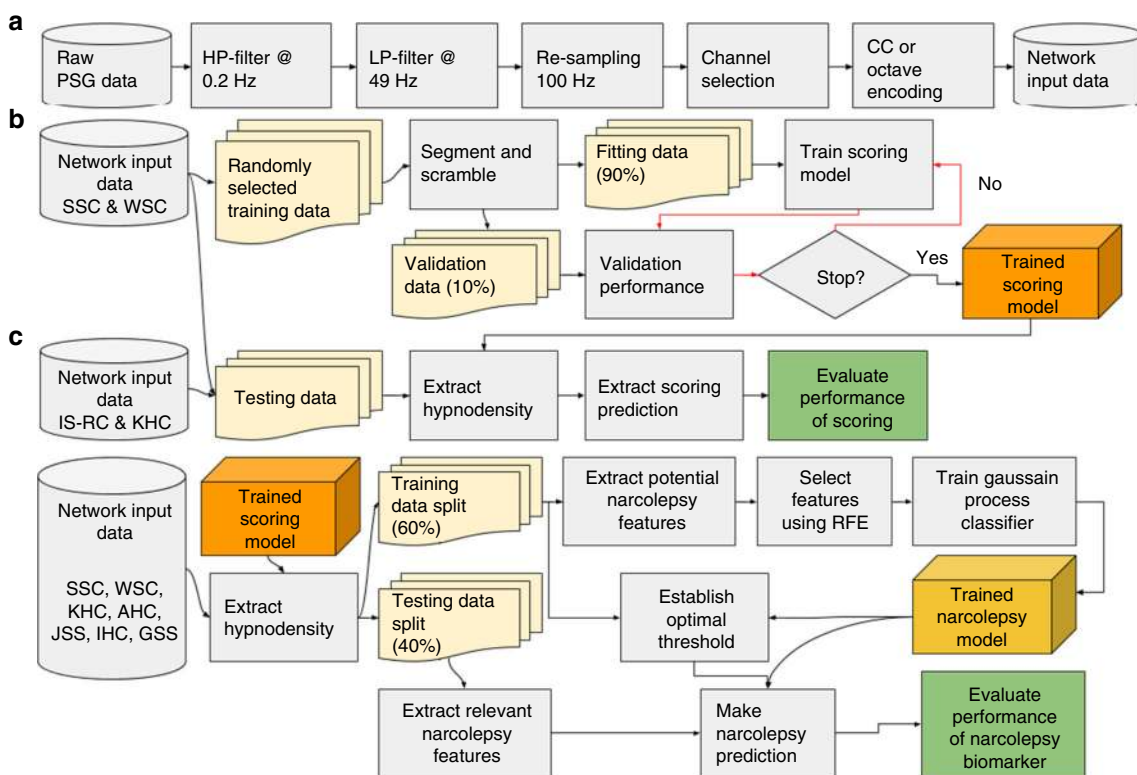 a
Raw
PSG data
HP-filter @
0.2 Hz
LP-filter @
49 Hz
Re-sampling
100 Hz
Channel
selection
CC or
octave
encoding
Network
input data
b
Network input
data
SSC & WSC
Randomly
selected
training data
Segment and
scramble
Fitting data
(90%)
Train scoring
model
No
Validation
data (10%)
Validation
performance
Stop?
Yes
Trained
scoring
model
c
Network input
data
IS-RC & KHC
Testing data
Extract
hypnodensity
Extract scoring
prediction
Evaluate
performance
of scoring
Network input
data
SSC, WSC,
KHC, AHC,
JSS, IHC, GSS
Trained
scoring
model
Extract
hypnodensity
Training
data split
(60%)
Testing data
split
(40%)
Extract potential
narcolepsy
features
Select
features
using RFE
Train gaussain
process
classifier
Establish
optimal
threshold
Trained
narcolepsy
model
Extract relevant
narcolepsy
features
Make
narcolepsy
prediction
Evaluate
performance
of narcolepsy
biomarker